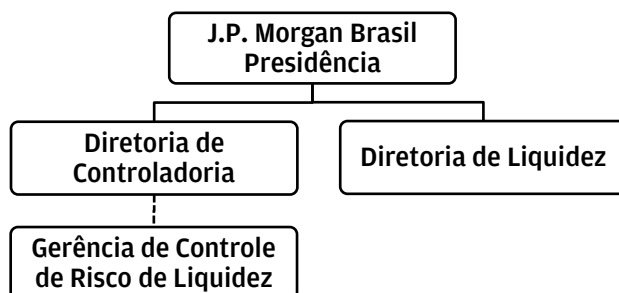 J.P. Morgan Brasil
Presidência
Diretoria de
Controladoria
Diretoria de Liquidez
Gerência de Controle
de Risco de Liquidez